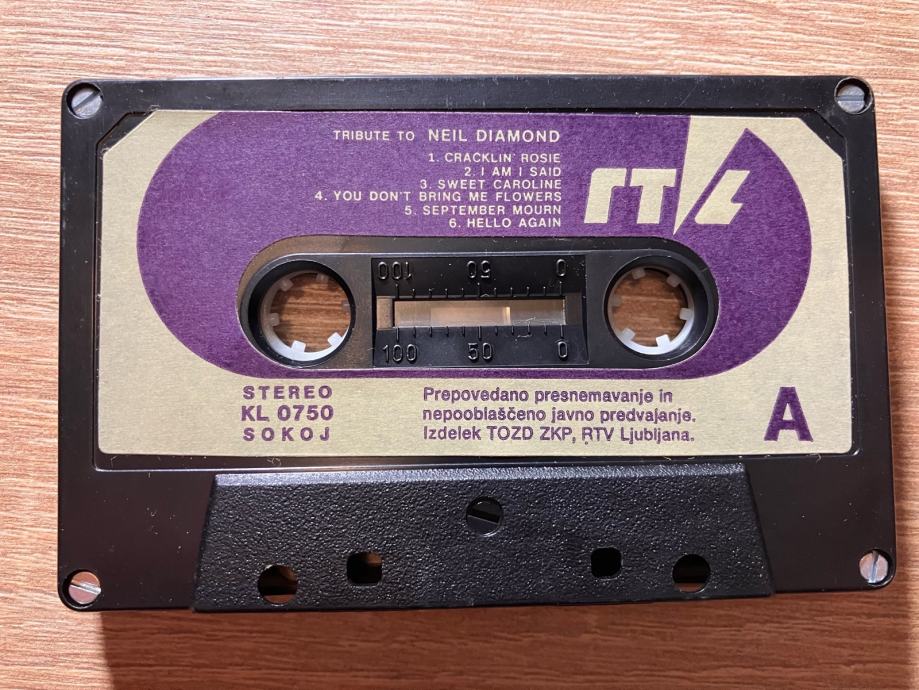 TRIBUTE TO NEIL DIAMOND
1. CRACKLIN' ROSIE
2. I AM I SAID
3. SWEET CAROLINE
4. YOU DON'T BRING ME FLOWERS
5. SEPTEMBER MOURN
6. HELLO AGAIN
RTL
100 50 0
100 50 0
STEREO
KL 0750
SOKOJ
Prepovedano presnemavanje in
nepooblaščeno javno predvajanje.
Izdelek TOZD ZKP, RTV Ljubljana.
A